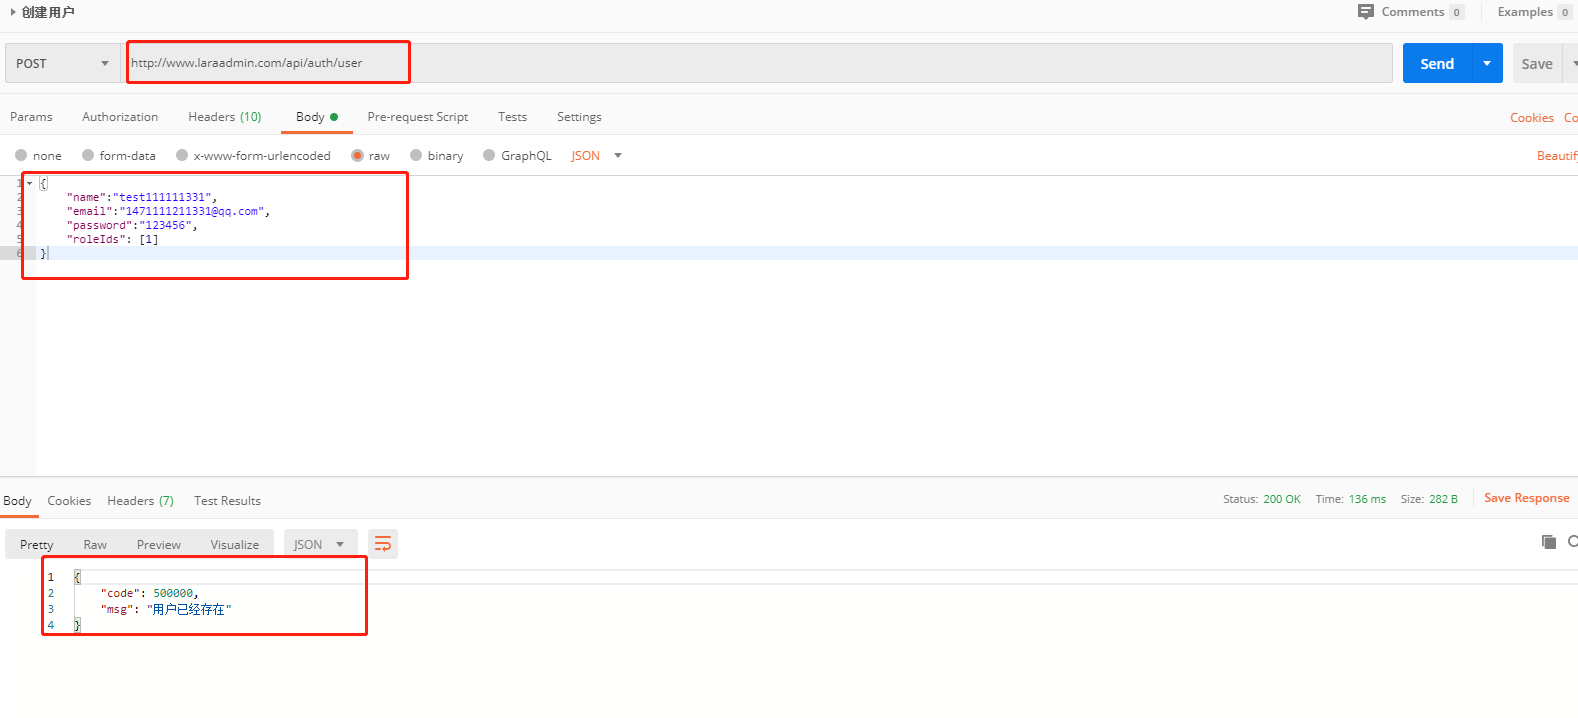 创建用户 Comments 0 Examples 0
POST http://www.laraadmin.com/api/auth/user Send Save
Params Authorization Headers (10) Body Pre-request Script Tests Settings Cookies Co
none form-data x-www-form-urlencoded raw binary GraphQL JSON Beautify
1 {
2 "name":"test111111331",
3 "email":"1471111211331@qq.com",
4 "password":"123456",
5 "roleIds": [1]
6 }
Body Cookies Headers (7) Test Results Status: 200 OK Time: 136 ms Size: 282 B Save Response
Pretty Raw Preview Visualize JSON
1 {
2 "code": 500000,
3 "msg": "用户已经存在"
4 }